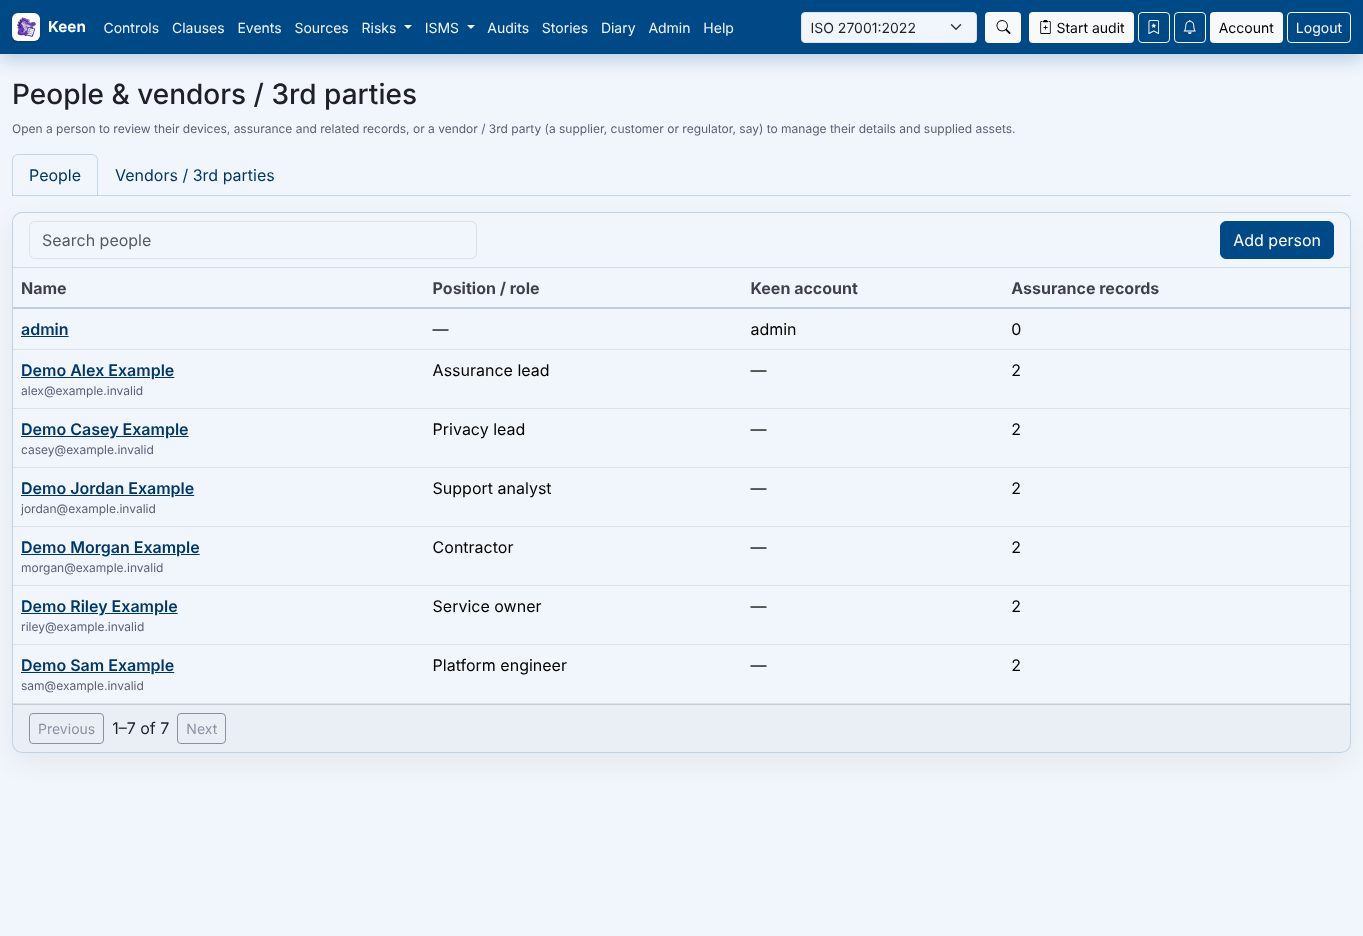 Keen Controls Clauses Events Sources Risks ISMS Audits Stories Diary Admin Help ISO 27001:2022 Start audit Account Logout
People & vendors / 3rd parties
Open a person to review their devices, assurance and related records, or a vendor / 3rd party (a supplier, customer or regulator, say) to manage their details and supplied assets.
People Vendors / 3rd parties
Search people Add person
Name Position / role Keen account Assurance records
admin — admin 0
Demo Alex Example Assurance lead — 2
alex@example.invalid
Demo Casey Example Privacy lead — 2
casey@example.invalid
Demo Jordan Example Support analyst — 2
jordan@example.invalid
Demo Morgan Example Contractor — 2
morgan@example.invalid
Demo Riley Example Service owner — 2
riley@example.invalid
Demo Sam Example Platform engineer — 2
sam@example.invalid
Previous 1–7 of 7 Next